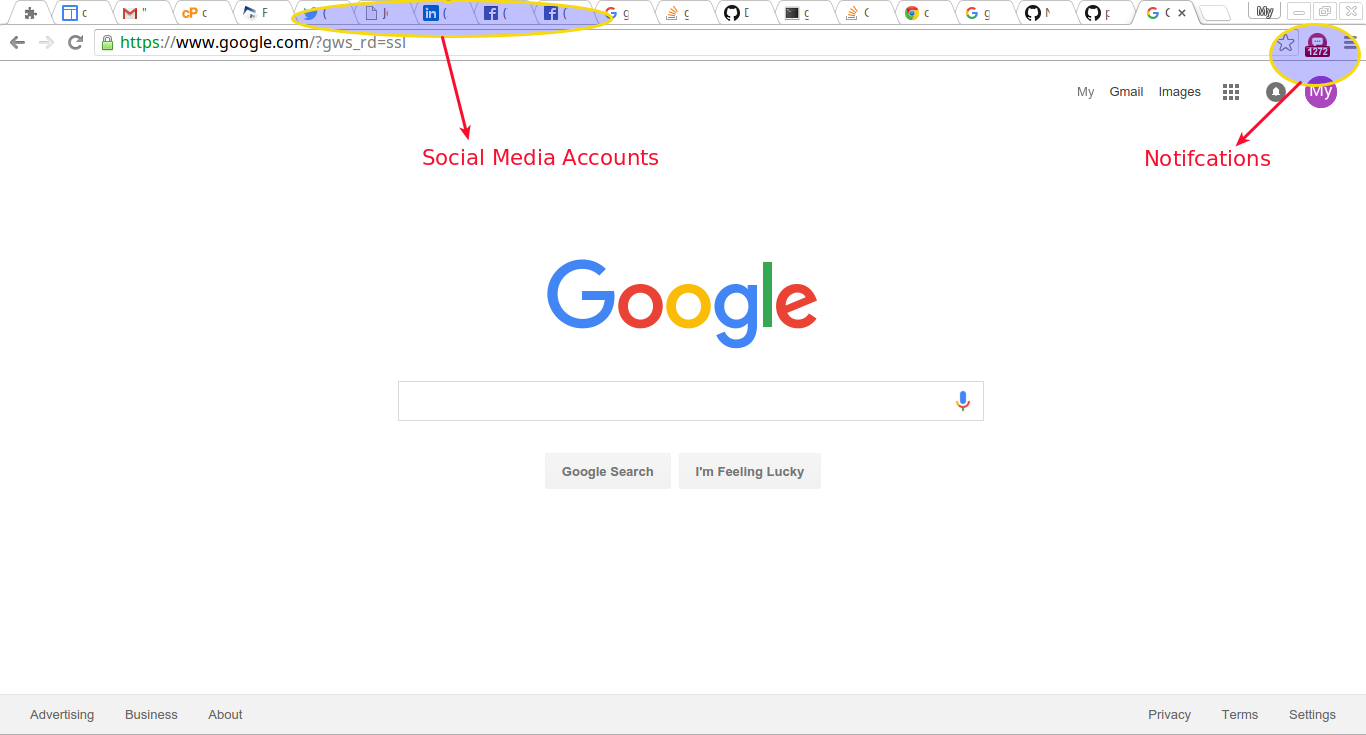 c " cP c F ( ( ( ( g g D g C c g p C My
https://www.google.com/?gws_rd=ssl
1272
My Gmail Images My
Social Media Accounts
Notifcations
Google
Google Search I'm Feeling Lucky
Advertising Business About Privacy Terms Settings